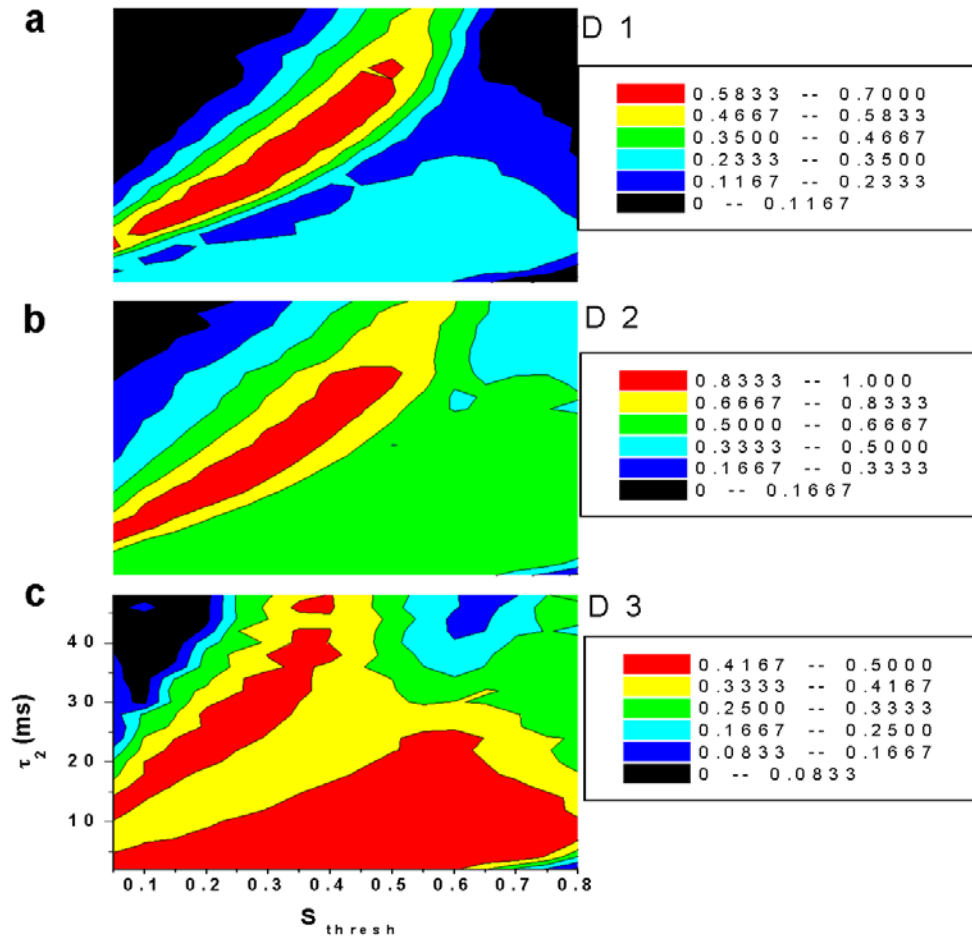 a
D 1
0.5833 -- 0.7000
0.4667 -- 0.5833
0.3500 -- 0.4667
0.2333 -- 0.3500
0.1167 -- 0.2333
0 -- 0.1167
b
D 2
0.8333 -- 1.000
0.6667 -- 0.8333
0.5000 -- 0.6667
0.3333 -- 0.5000
0.1667 -- 0.3333
0 -- 0.1667
c
D 3
0.4167 -- 0.5000
0.3333 -- 0.4167
0.2500 -- 0.3333
0.1667 -- 0.2500
0.0833 -- 0.1667
0 -- 0.0833
40
30
20
10
τ2 (ms)
0.1 0.2 0.3 0.4 0.5 0.6 0.7 0.8
Sthresh